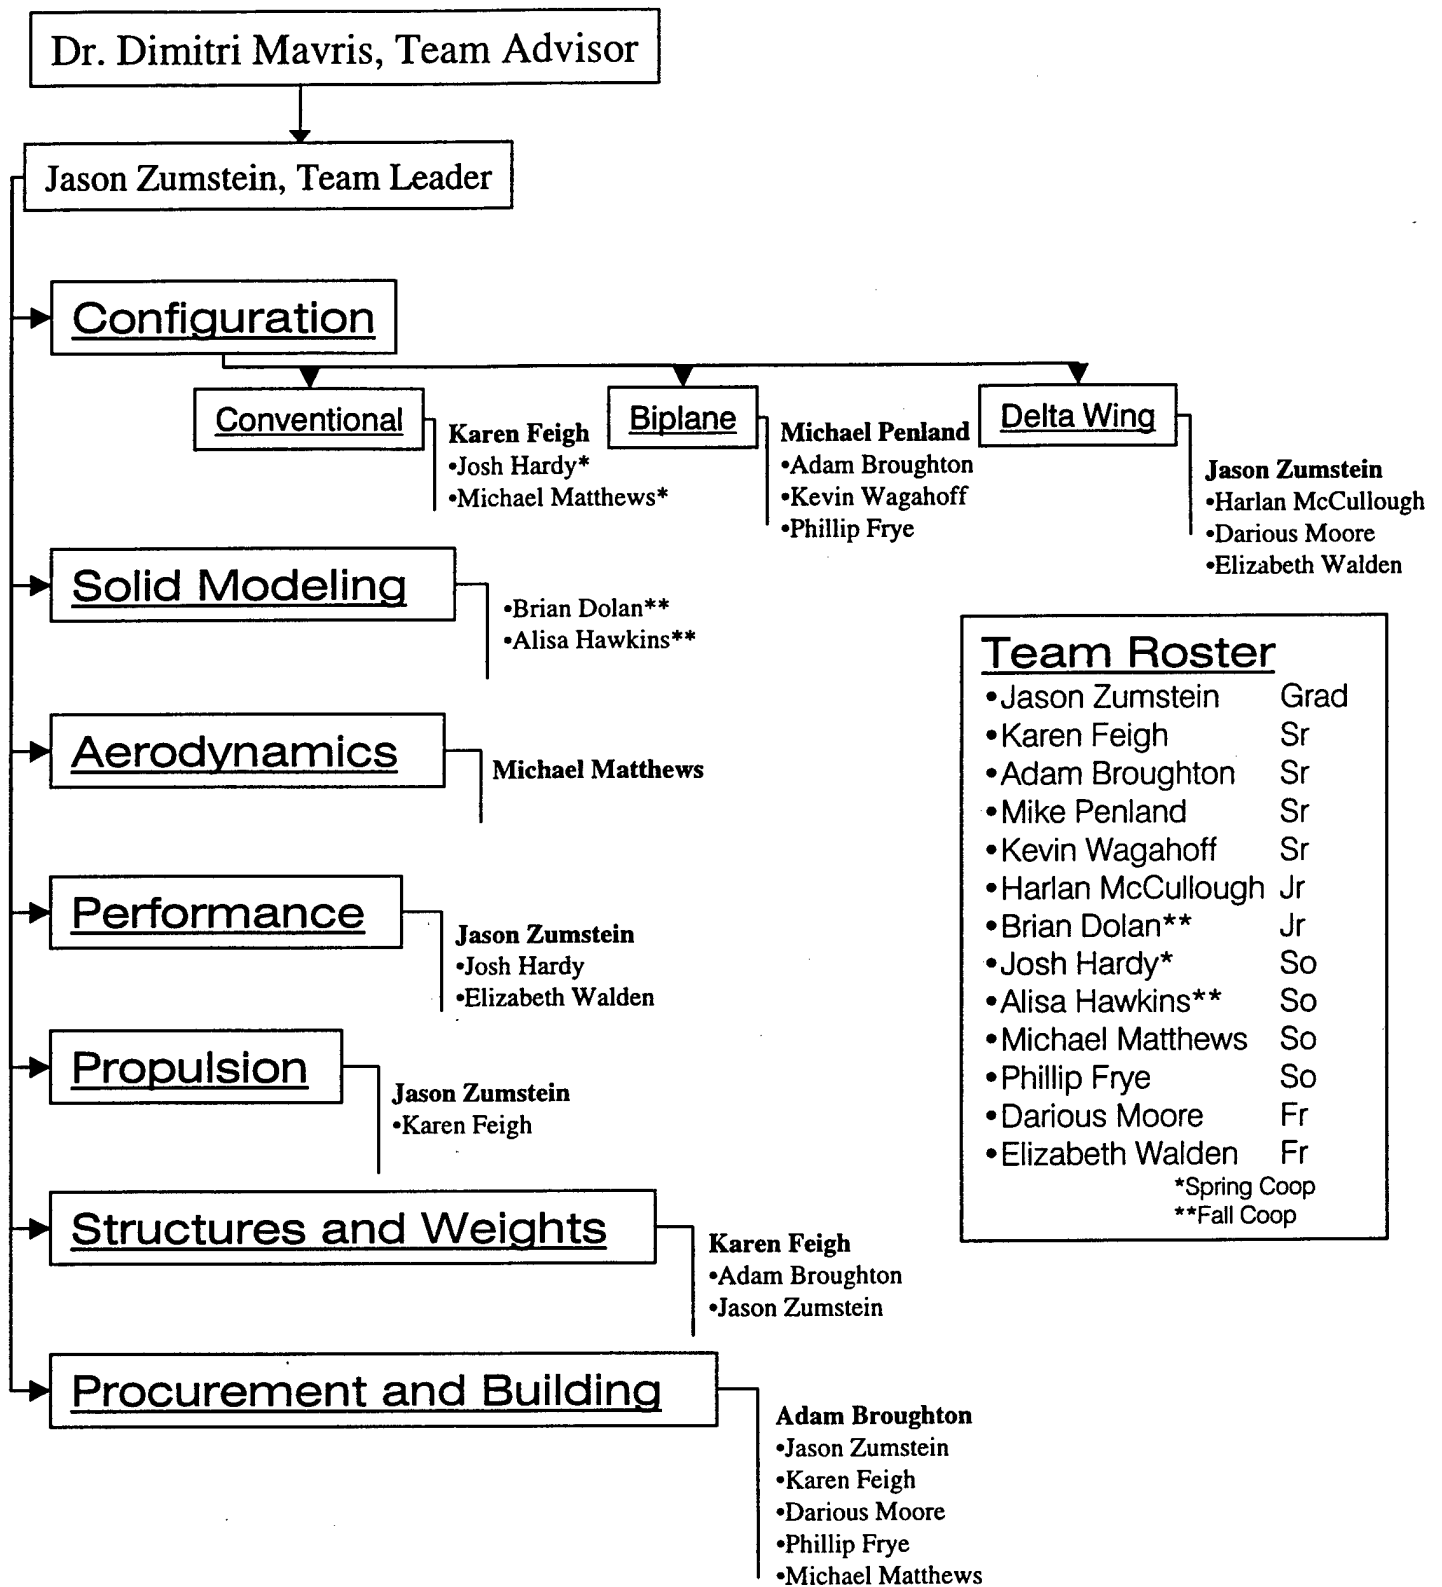 Dr. Dimitri Mavris, Team Advisor
Jason Zumstein, Team Leader
Configuration
Conventional
Karen Feigh
•Josh Hardy*
•Michael Matthews*
Biplane
Michael Penland
•Adam Broughton
•Kevin Wagahoff
•Phillip Frye
Delta Wing
Jason Zumstein
•Harlan McCullough
•Darious Moore
•Elizabeth Walden
Solid Modeling
•Brian Dolan**
•Alisa Hawkins**
Aerodynamics
Michael Matthews
Performance
Jason Zumstein
•Josh Hardy
•Elizabeth Walden
Propulsion
Jason Zumstein
•Karen Feigh
Structures and Weights
Karen Feigh
•Adam Broughton
•Jason Zumstein
Procurement and Building
Adam Broughton
•Jason Zumstein
•Karen Feigh
•Darious Moore
•Phillip Frye
•Michael Matthews
Team Roster
•Jason Zumstein Grad
•Karen Feigh Sr
•Adam Broughton Sr
•Mike Penland Sr
•Kevin Wagahoff Sr
•Harlan McCullough Jr
•Brian Dolan** Jr
•Josh Hardy* So
•Alisa Hawkins** So
•Michael Matthews So
•Phillip Frye So
•Darious Moore Fr
•Elizabeth Walden Fr
*Spring Coop
**Fall Coop